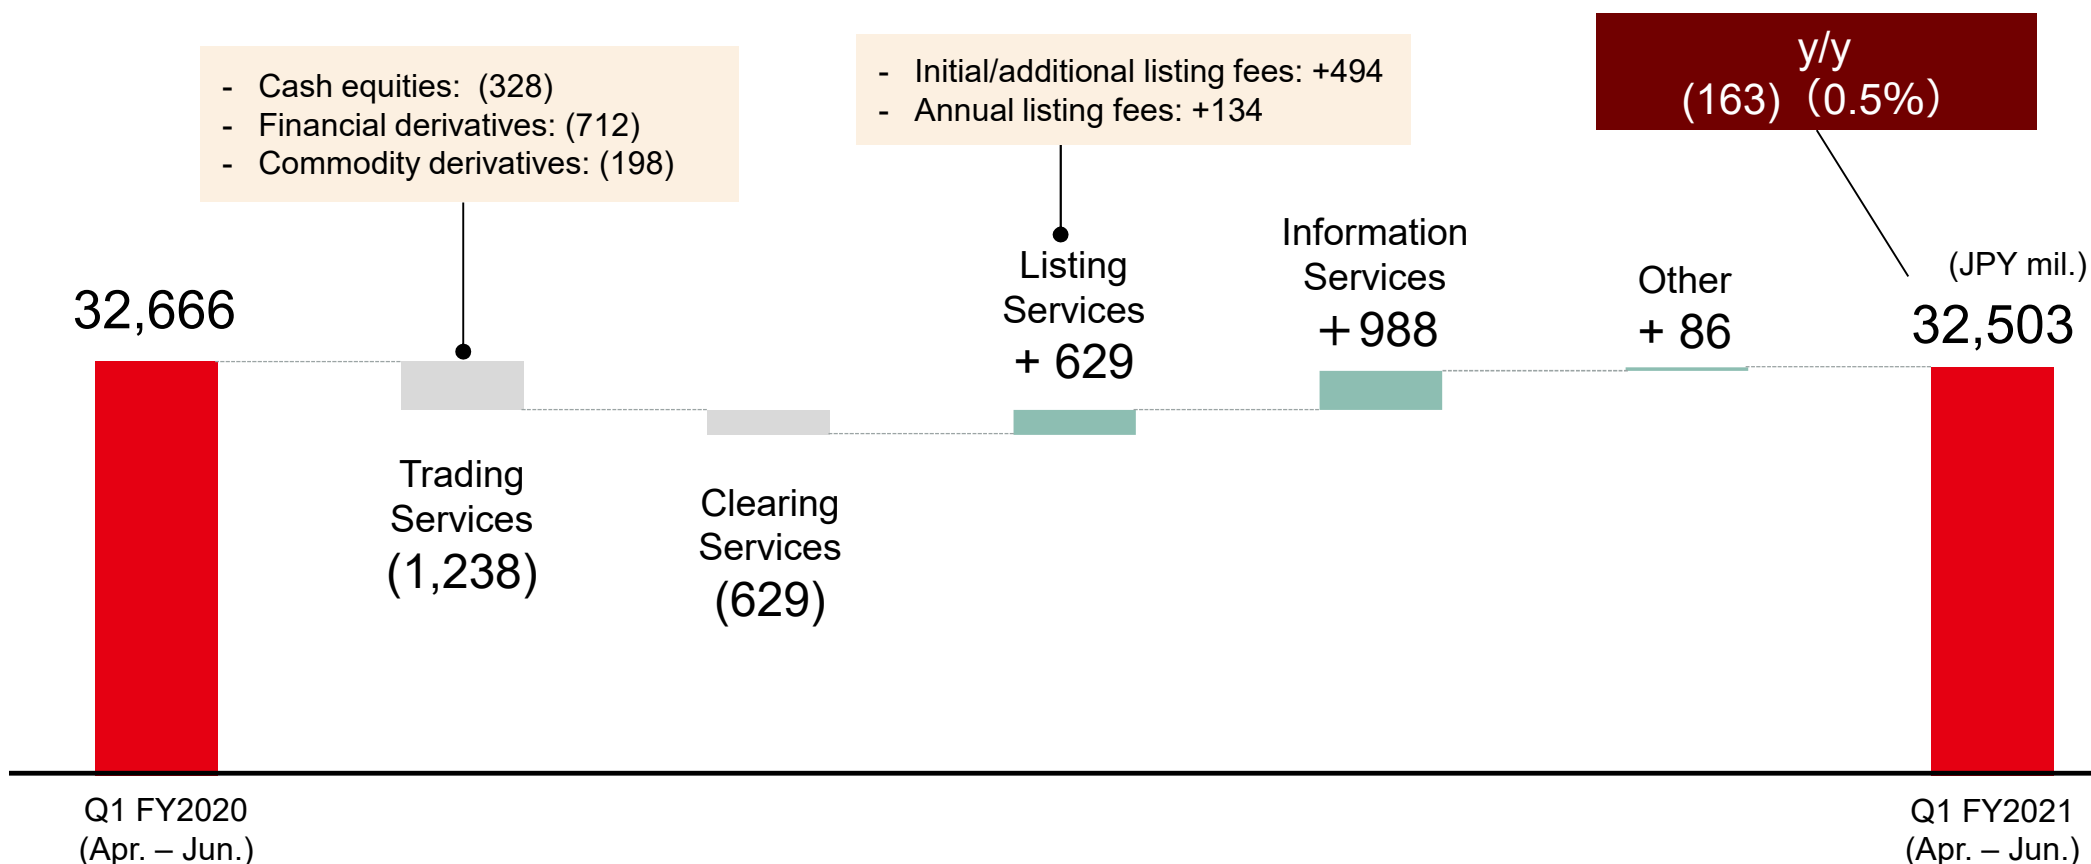 - Cash equities: (328)
- Financial derivatives: (712)
- Commodity derivatives: (198)
- Initial/additional listing fees: +494
- Annual listing fees: +134
y/y
(163)（0.5%）
(JPY mil.)
32,666
Trading
Services
(1,238)
Clearing
Services
(629)
Listing
Services
+ 629
Information
Services
＋988
Other
+ 86
32,503
Q1 FY2020
(Apr. – Jun.)
Q1 FY2021
(Apr. – Jun.)